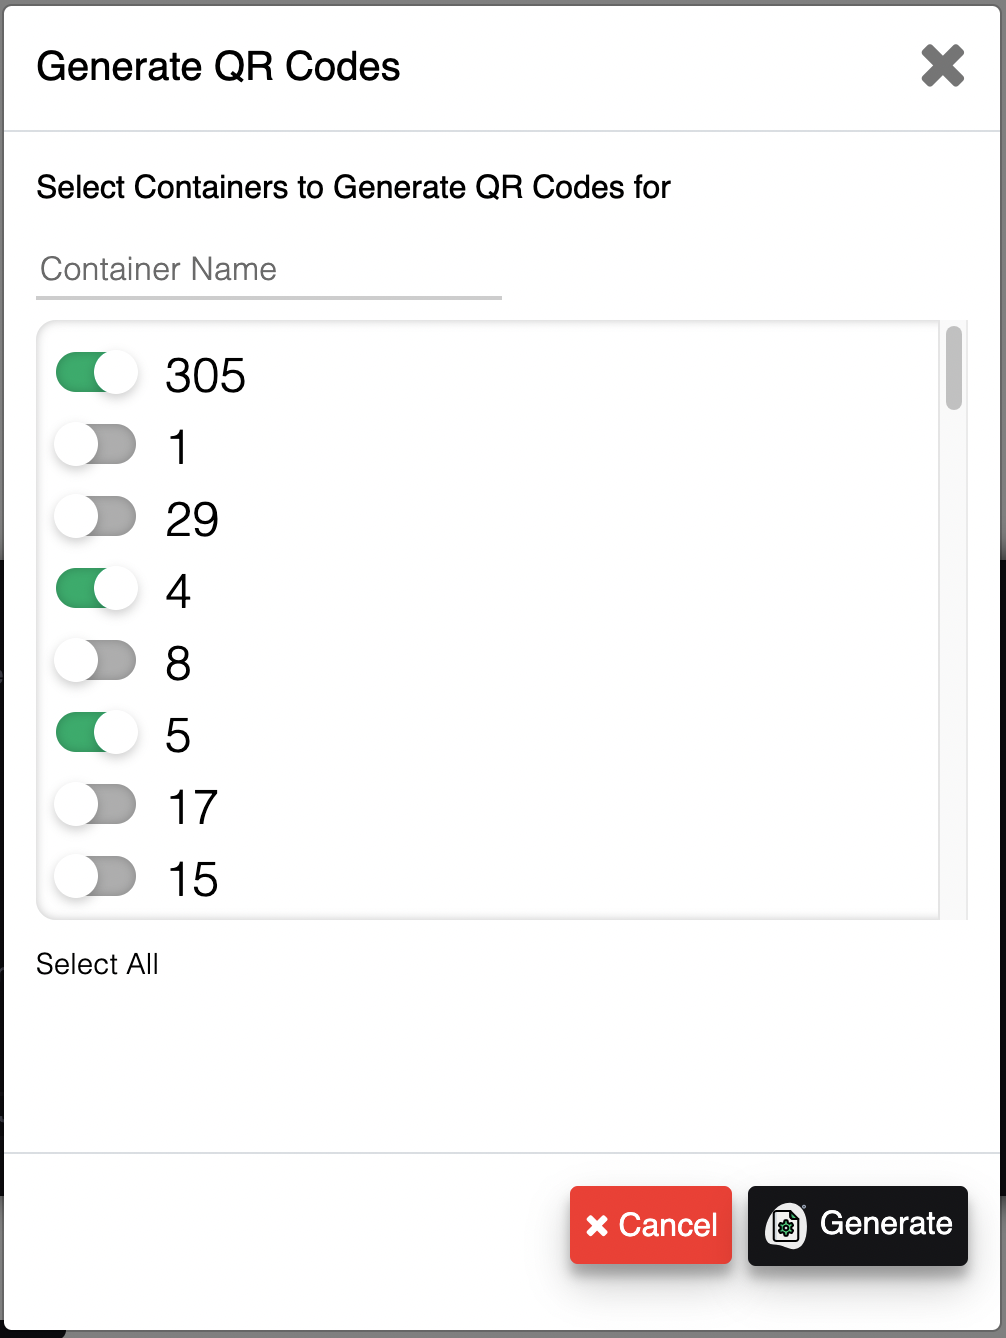 Generate QR Codes
Select Containers to Generate QR Codes for
Container Name
305
1
29
4
8
5
17
15
Select All
Cancel
Generate